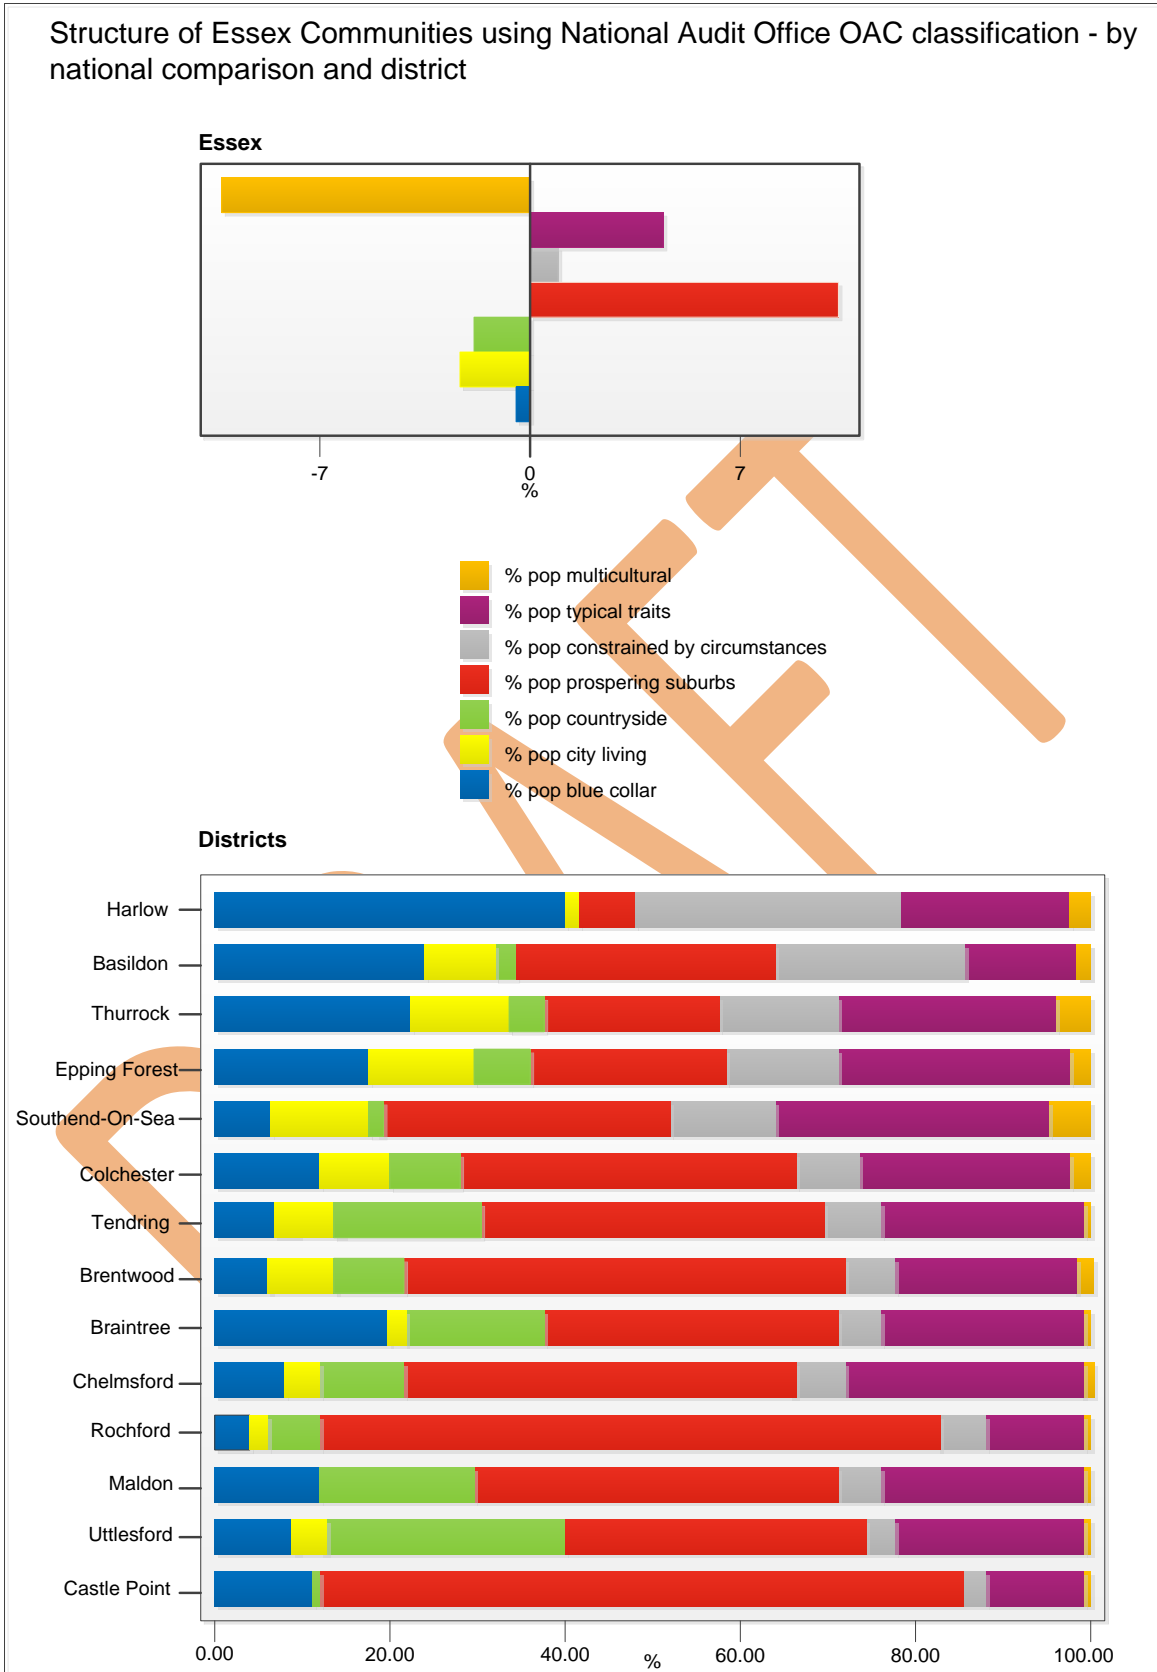 Structure of Essex Communities using National Audit Office OAC classification - by
national comparison and district
Essex
-7 0 7
%
% pop multicultural
% pop typical traits
% pop constrained by circumstances
% pop prospering suburbs
% pop countryside
% pop city living
% pop blue collar
Districts
Harlow
Basildon
Thurrock
Epping Forest
Southend-On-Sea
Colchester
Tendring
Brentwood
Braintree
Chelmsford
Rochford
Maldon
Uttlesford
Castle Point
0.00 20.00 40.00 60.00 80.00 100.00
%
DRAFT